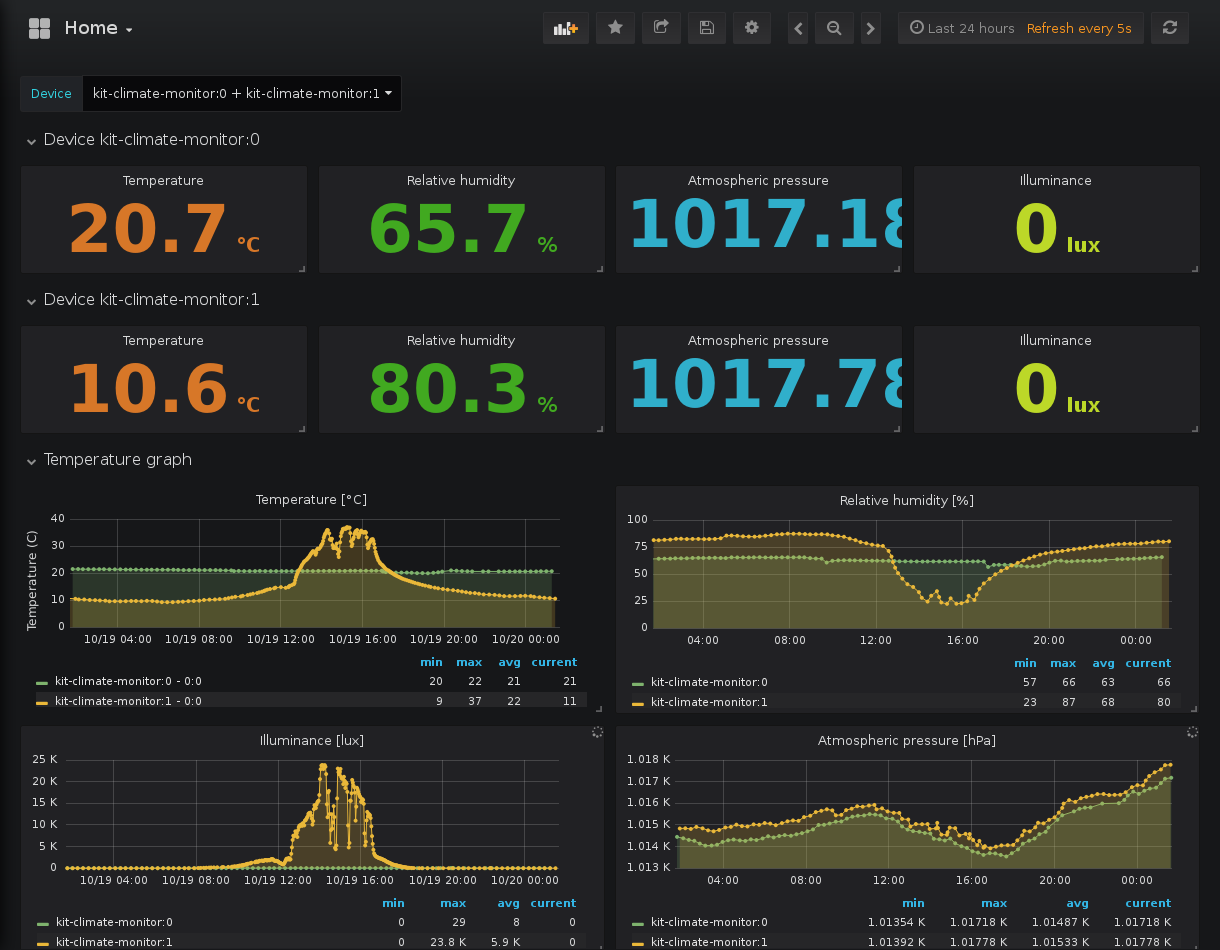 Home
Last 24 hours Refresh every 5s
Device kit-climate-monitor:0 + kit-climate-monitor:1
Device kit-climate-monitor:0
Temperature Relative humidity Atmospheric pressure Illuminance
20.7 °C 65.7 % 1017.18 0 lux
Device kit-climate-monitor:1
Temperature Relative humidity Atmospheric pressure Illuminance
10.6 °C 80.3 % 1017.78 0 lux
Temperature graph
Temperature [°C]
Temperature (C)
40
30
20
10
0
10/19 04:00 10/19 08:00 10/19 12:00 10/19 16:00 10/19 20:00 10/20 00:00
min max avg current
kit-climate-monitor:0 - 0:0 20 22 21 21
kit-climate-monitor:1 - 0:0 9 37 22 11
Relative humidity [%]
100
75
50
25
0
04:00 08:00 12:00 16:00 20:00 00:00
min max avg current
kit-climate-monitor:0 57 66 63 66
kit-climate-monitor:1 23 87 68 80
Illuminance [lux]
25 K
20 K
15 K
10 K
5 K
0
10/19 04:00 10/19 08:00 10/19 12:00 10/19 16:00 10/19 20:00 10/20 00:00
min max avg current
kit-climate-monitor:0 0 29 8 0
kit-climate-monitor:1 0 23.8 K 5.9 K 0
Atmospheric pressure [hPa]
1.018 K
1.017 K
1.016 K
1.015 K
1.014 K
1.013 K
04:00 08:00 12:00 16:00 20:00 00:00
min max avg current
kit-climate-monitor:0 1.01354 K 1.01718 K 1.01487 K 1.01718 K
kit-climate-monitor:1 1.01392 K 1.01778 K 1.01533 K 1.01778 K